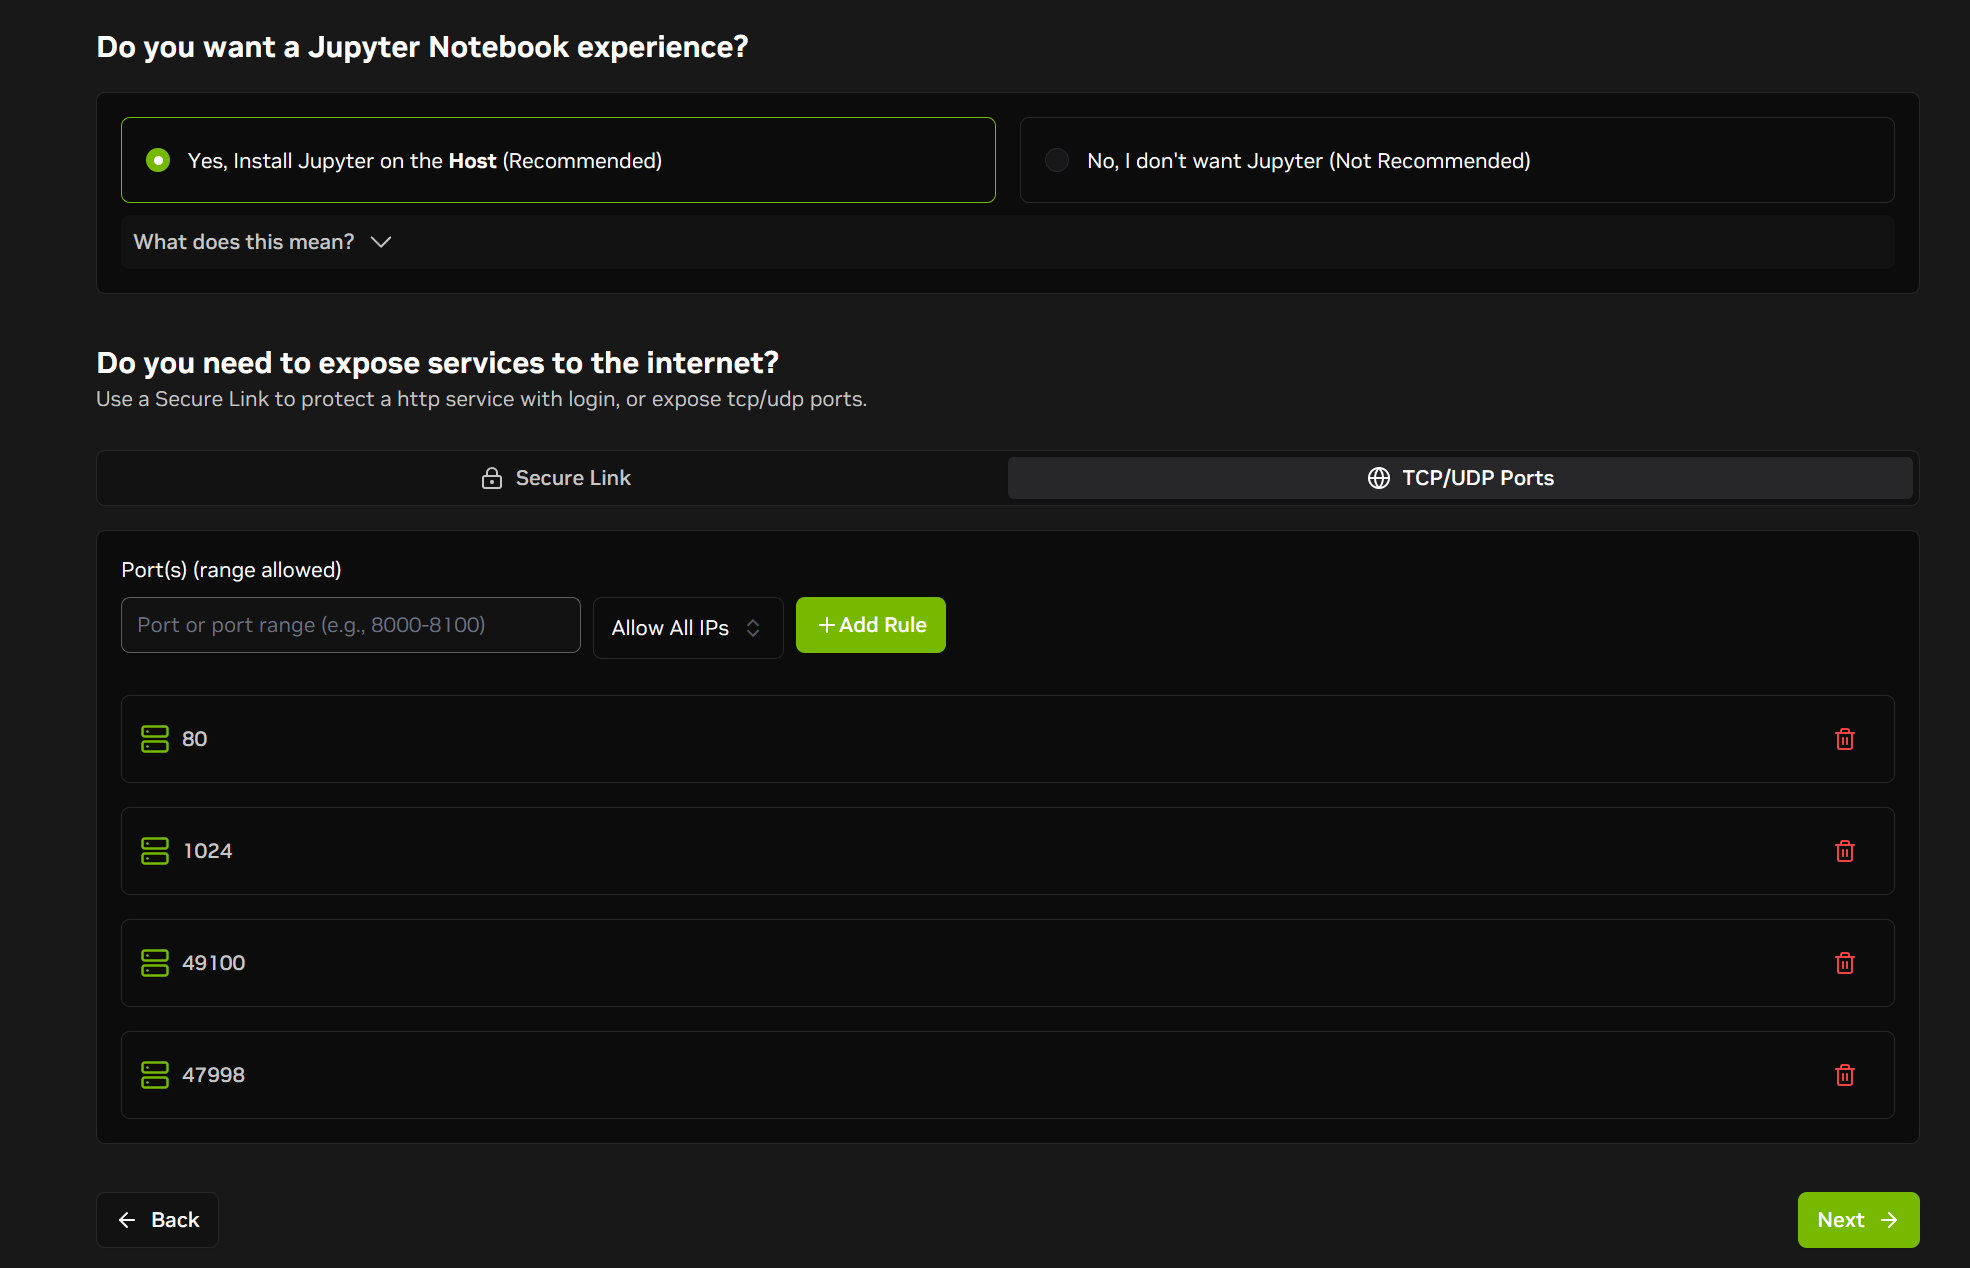 Do you want a Jupyter Notebook experience?
Yes, Install Jupyter on the Host (Recommended)
No, I don't want Jupyter (Not Recommended)
What does this mean?
Do you need to expose services to the internet?
Use a Secure Link to protect a http service with login, or expose tcp/udp ports.
Secure Link
TCP/UDP Ports
Port(s) (range allowed)
Port or port range (e.g., 8000-8100)
Allow All IPs
+ Add Rule
80
1024
49100
47998
Back
Next